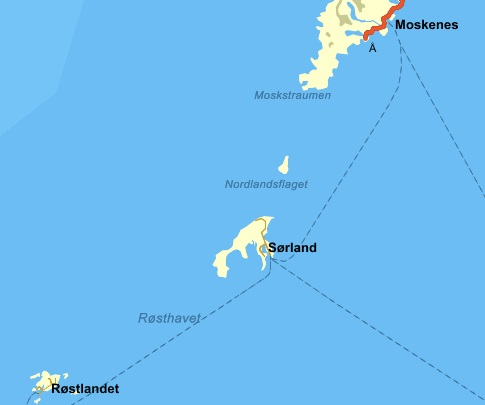 Moskenes
Å
Moskstraumen
Nordlandsflaget
Sørland
Røsthavet
Røstlandet